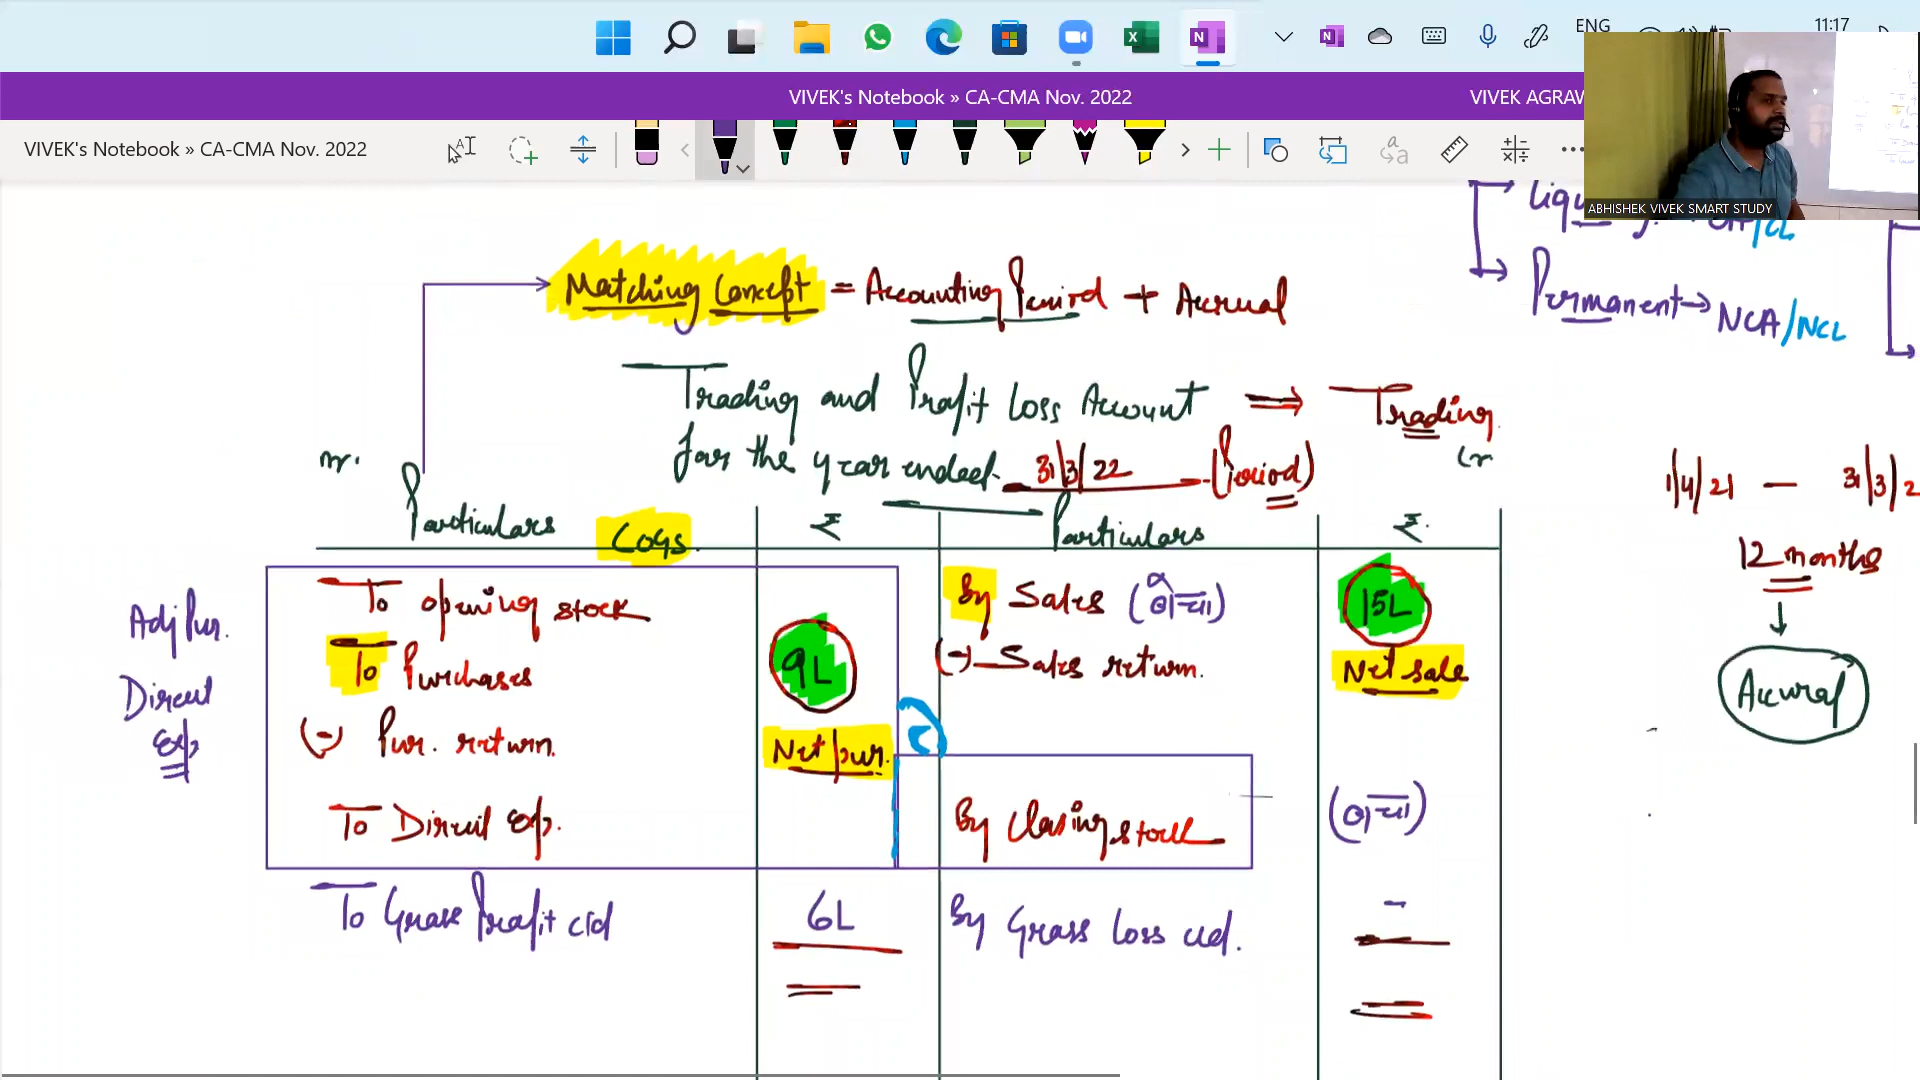 ENG
11:17
VIVEK's Notebook » CA-CMA Nov. 2022
VIVEK AGRAW
VIVEK's Notebook » CA-CMA Nov. 2022
ABHISHEK VIVEK SMART STUDY
/CL
Permanent → NCA/NCL
Matching Concept = Accounting Period + Accrual
Trading and Profit Loss Account ⇒ Trading
for the year ended 31/3/22 (Period)
Dr.
Cr
1/4/21 — 31/3/2
Particulars
Cogs
₹
Particulars
₹
12 months
Accural
To opening stock
By Sales (बाच्या)
15L
Adj Pur.
To Purchases
9L
(-) Sales return.
Net sale
Direct
Exp
(-) Pur. return.
Net pur.
To Direct Exp.
By Closing stock
To Gross Profit c/d
6L
By Gross Loss c/d.
-